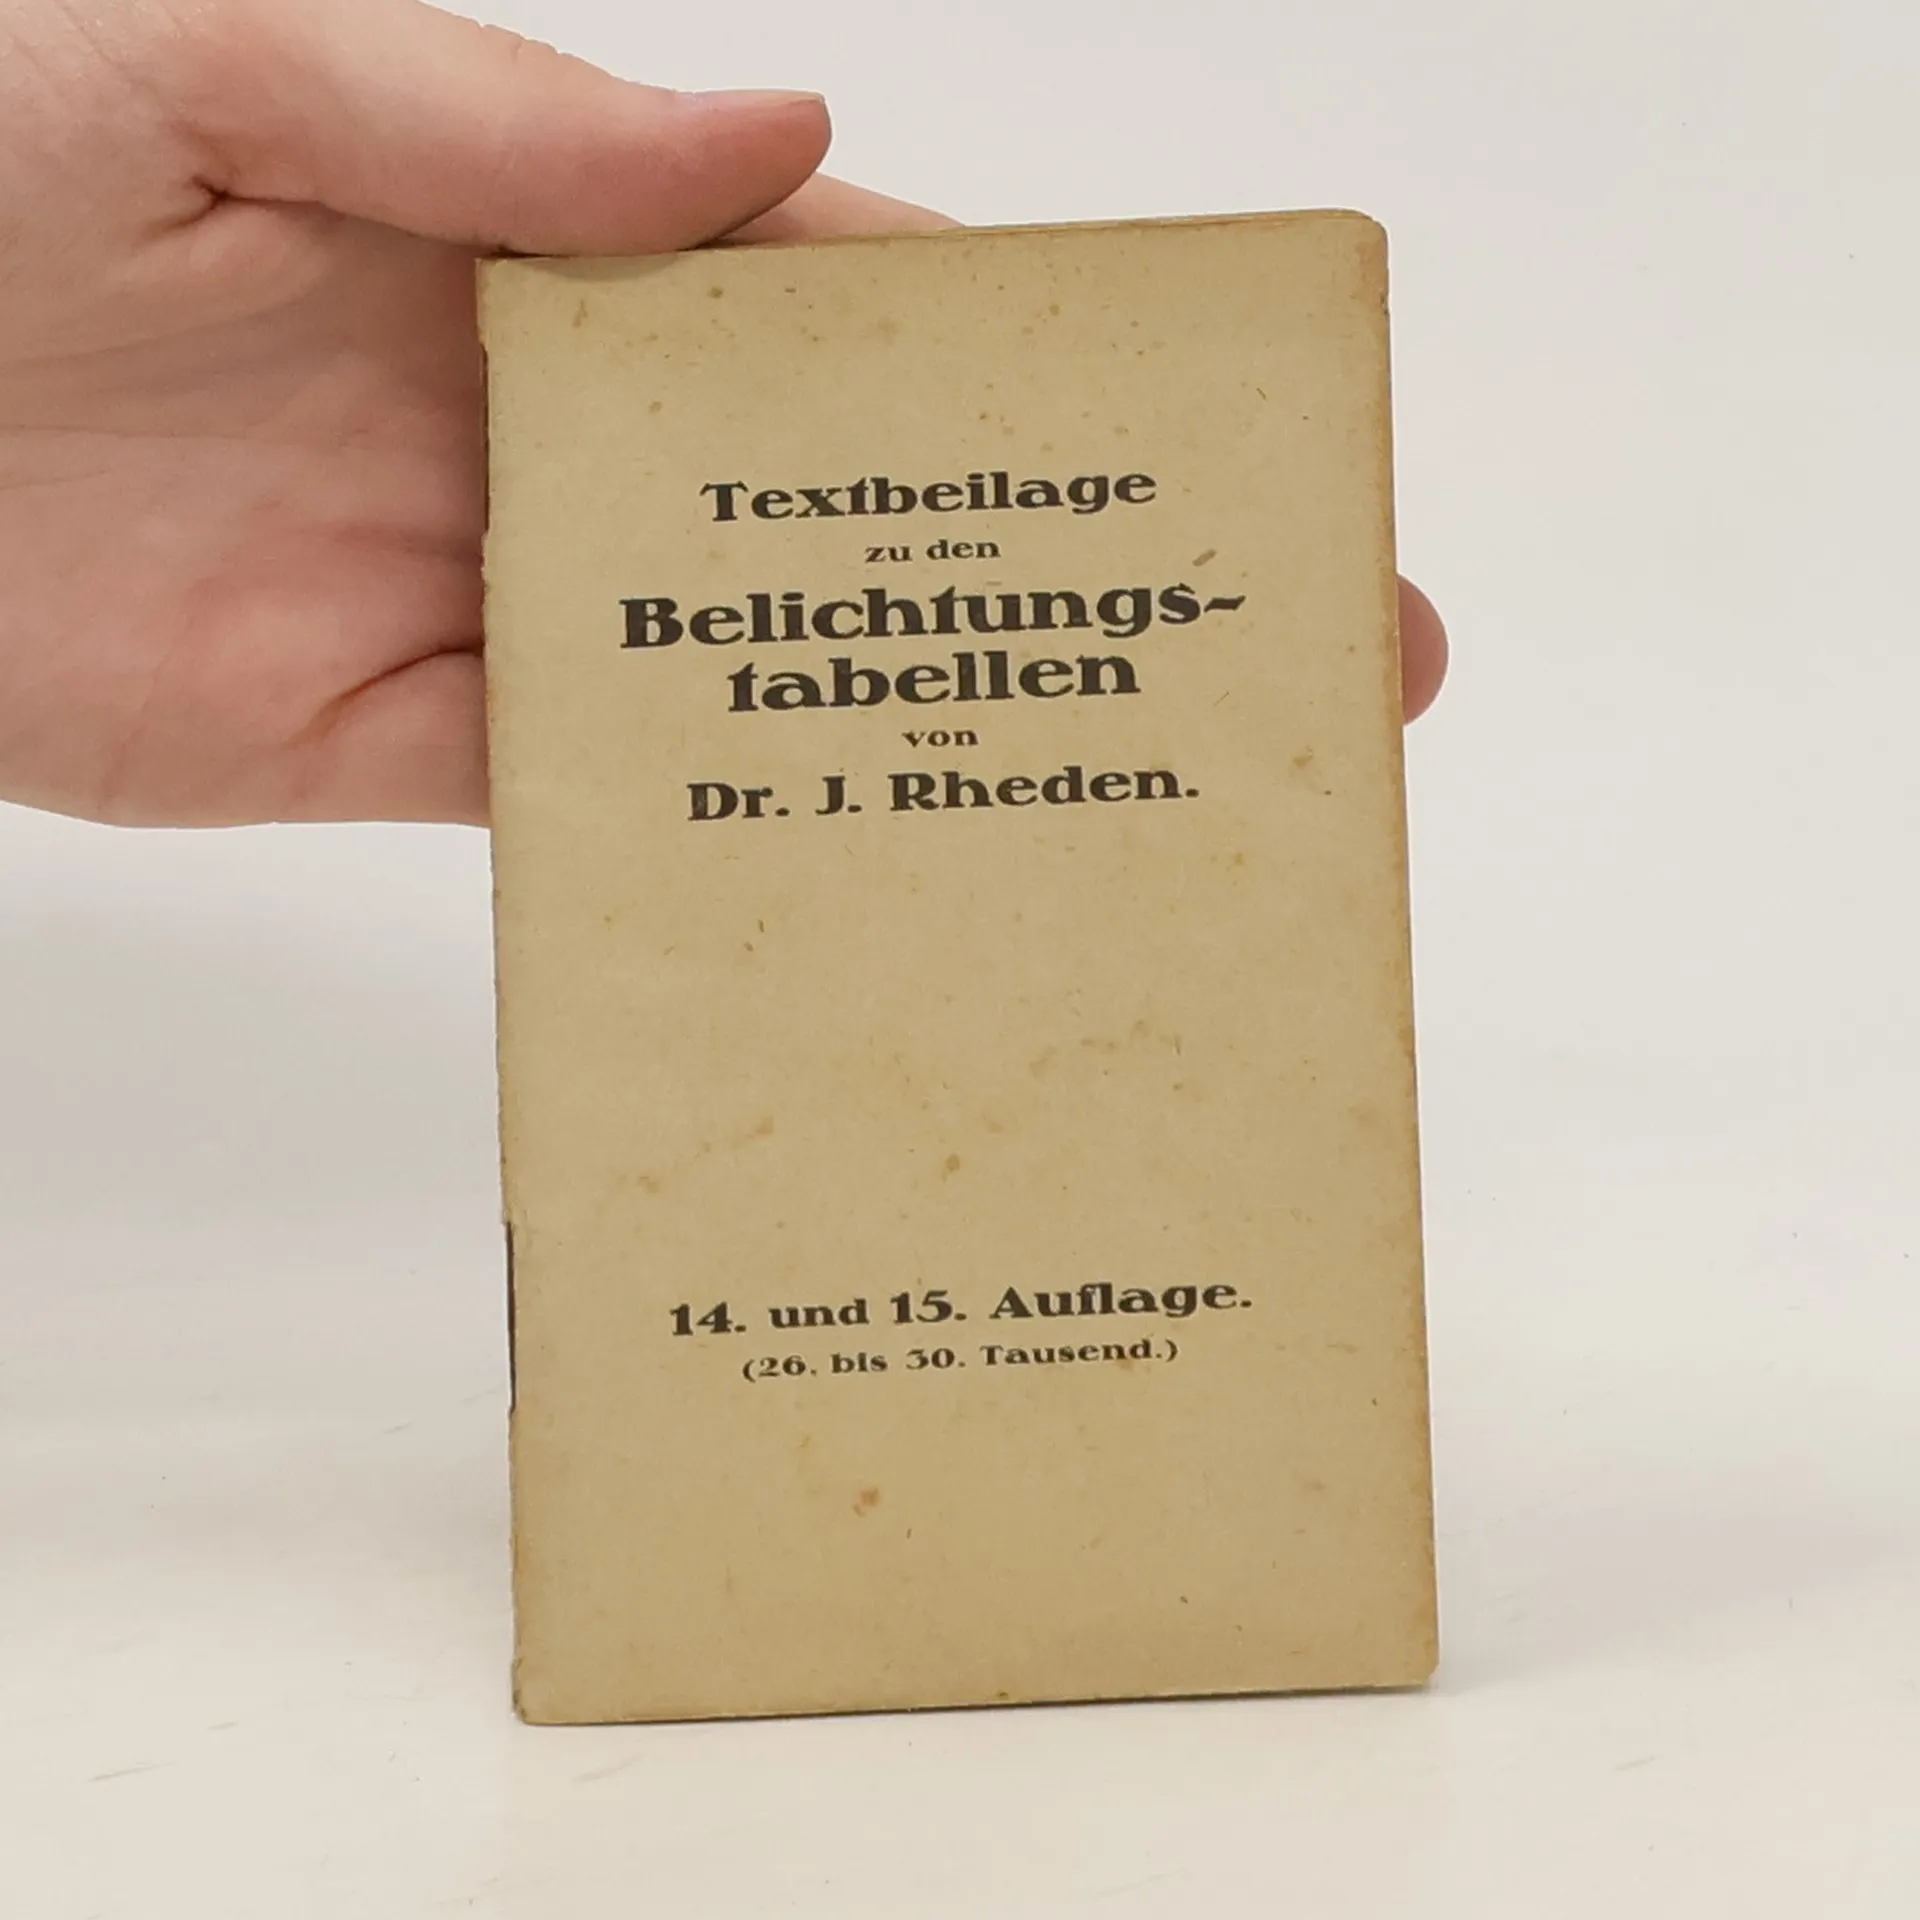 Textbeilage
zu den
Belichtungs-
tabellen
von
Dr. J. Rheden.
14. und 15. Auflage.
(26. bis 30. Tausend.)